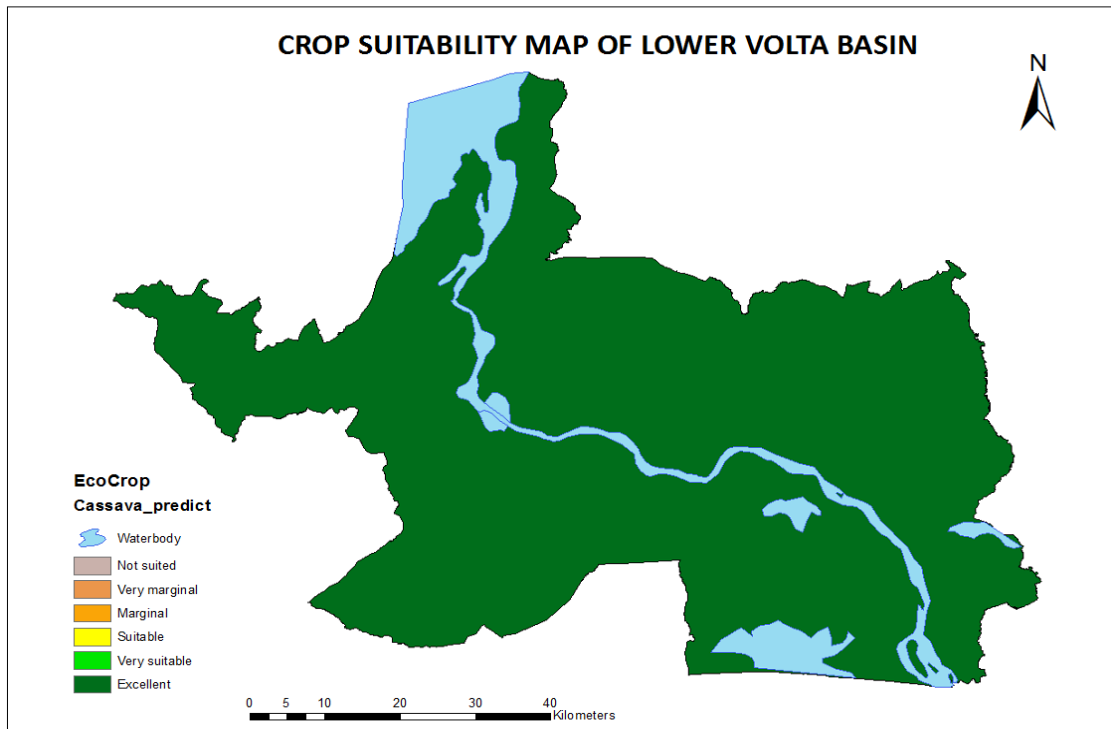 CROP SUITABILITY MAP OF LOWER VOLTA BASIN
N
EcoCrop
Cassava_predict
Waterbody
Not suited
Very marginal
Marginal
Suitable
Very suitable
Excellent
0 5 10 20 30 40
Kilometers